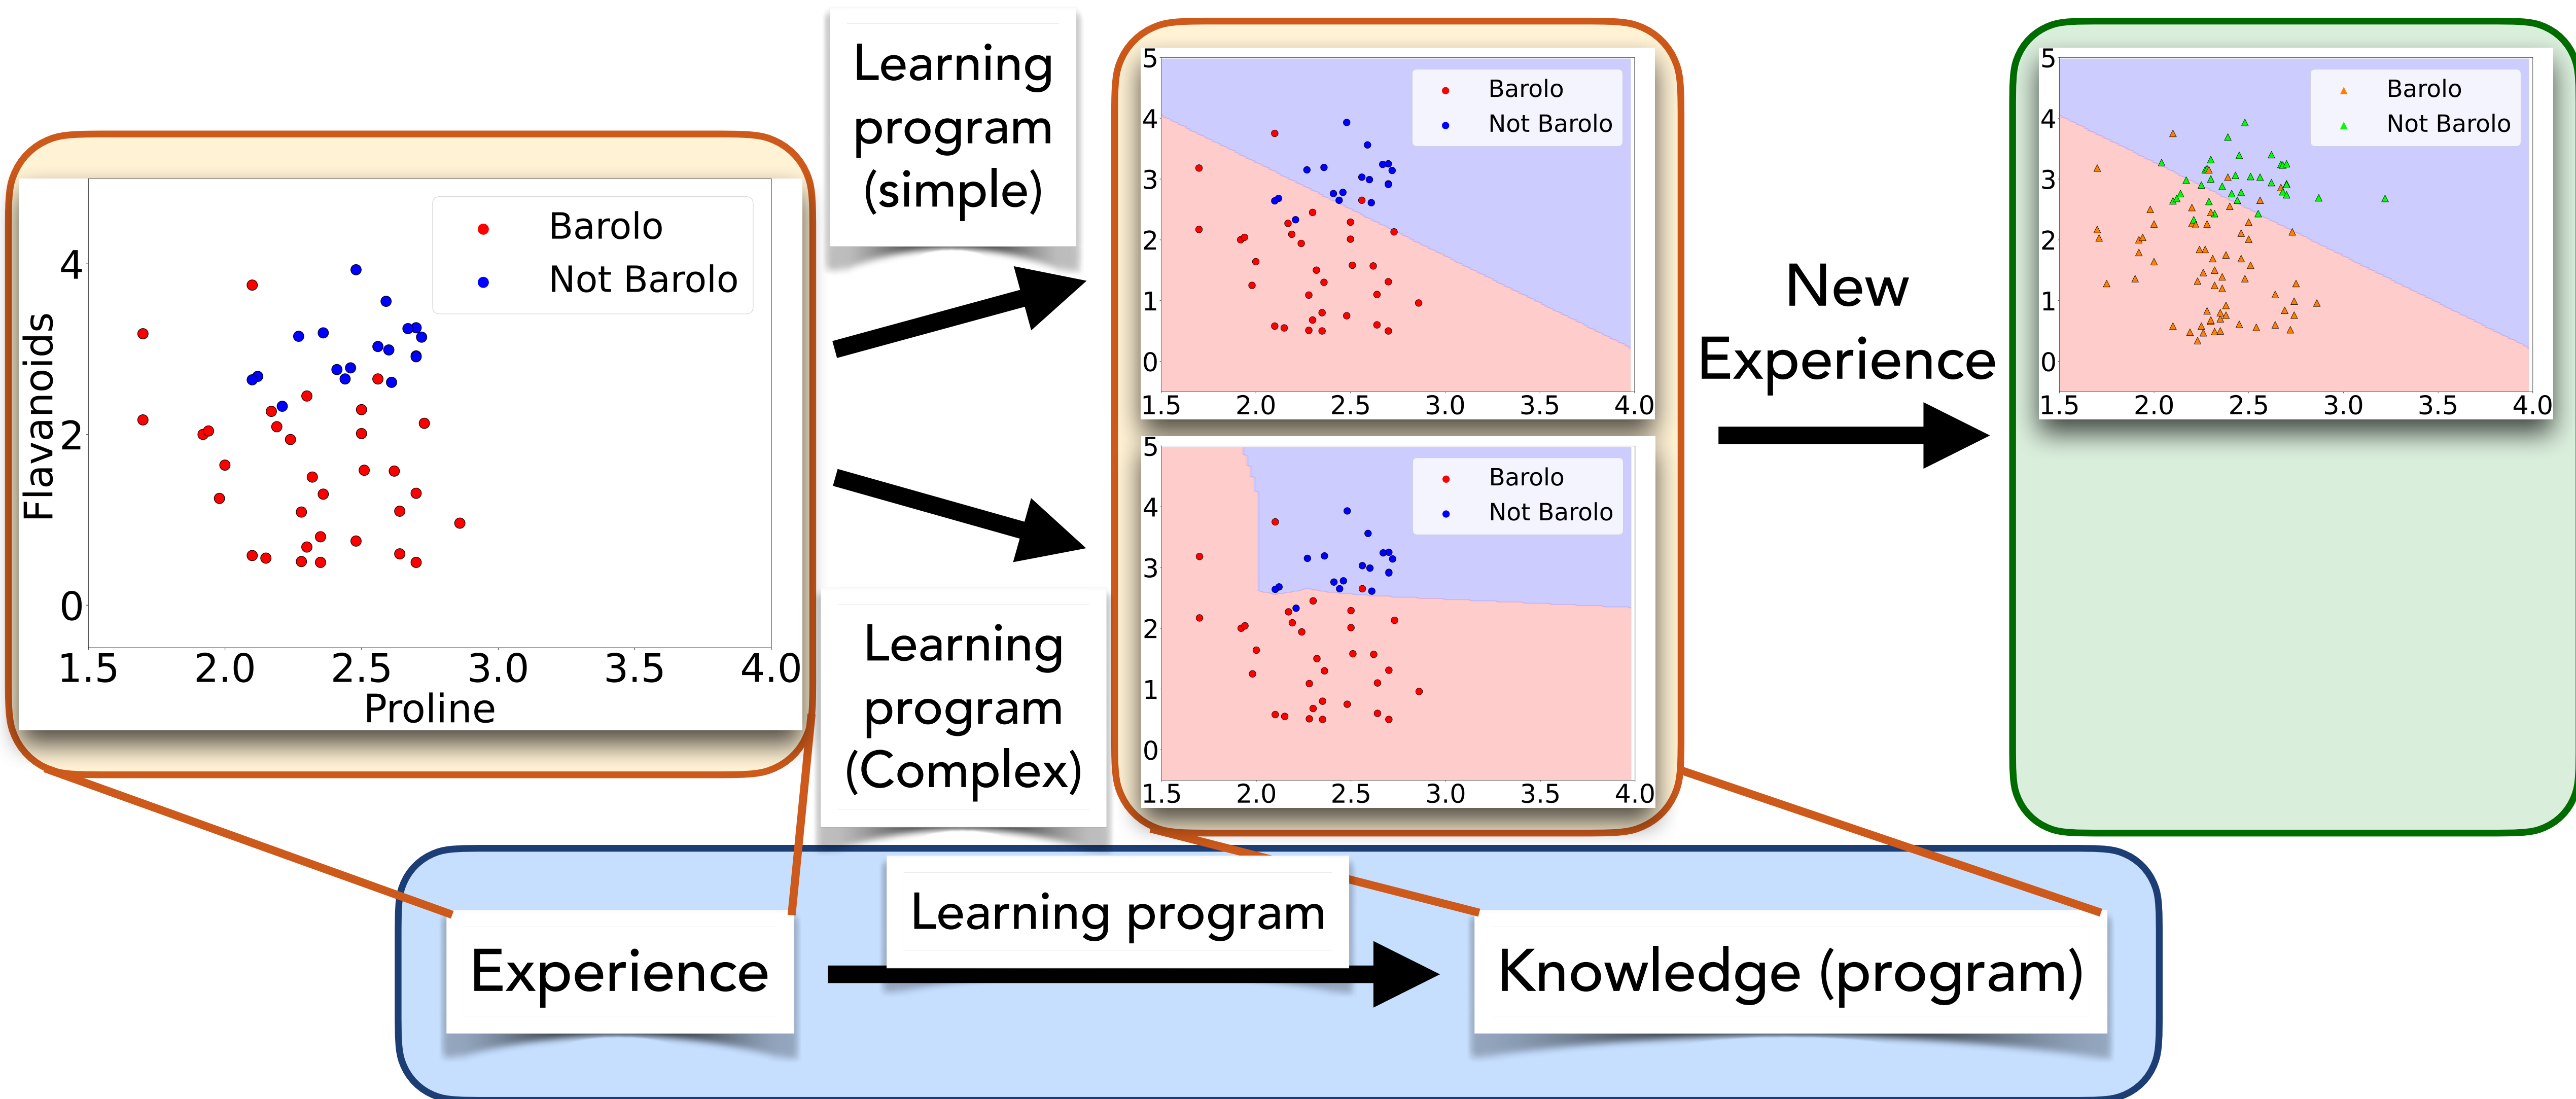 Flavanoids
4
2
0
Barolo
Not Barolo
1.5 2.0 2.5 3.0 3.5 4.0
Proline
Learning
program
(simple)
Learning
program
(Complex)
5
4
3
2
1
0
Barolo
Not Barolo
1.5 2.0 2.5 3.0 3.5 4.0
5
4
3
2
1
0
Barolo
Not Barolo
1.5 2.0 2.5 3.0 3.5 4.0
New
Experience
5
4
3
2
1
0
Barolo
Not Barolo
1.5 2.0 2.5 3.0 3.5 4.0
Experience
Learning program
Knowledge (program)